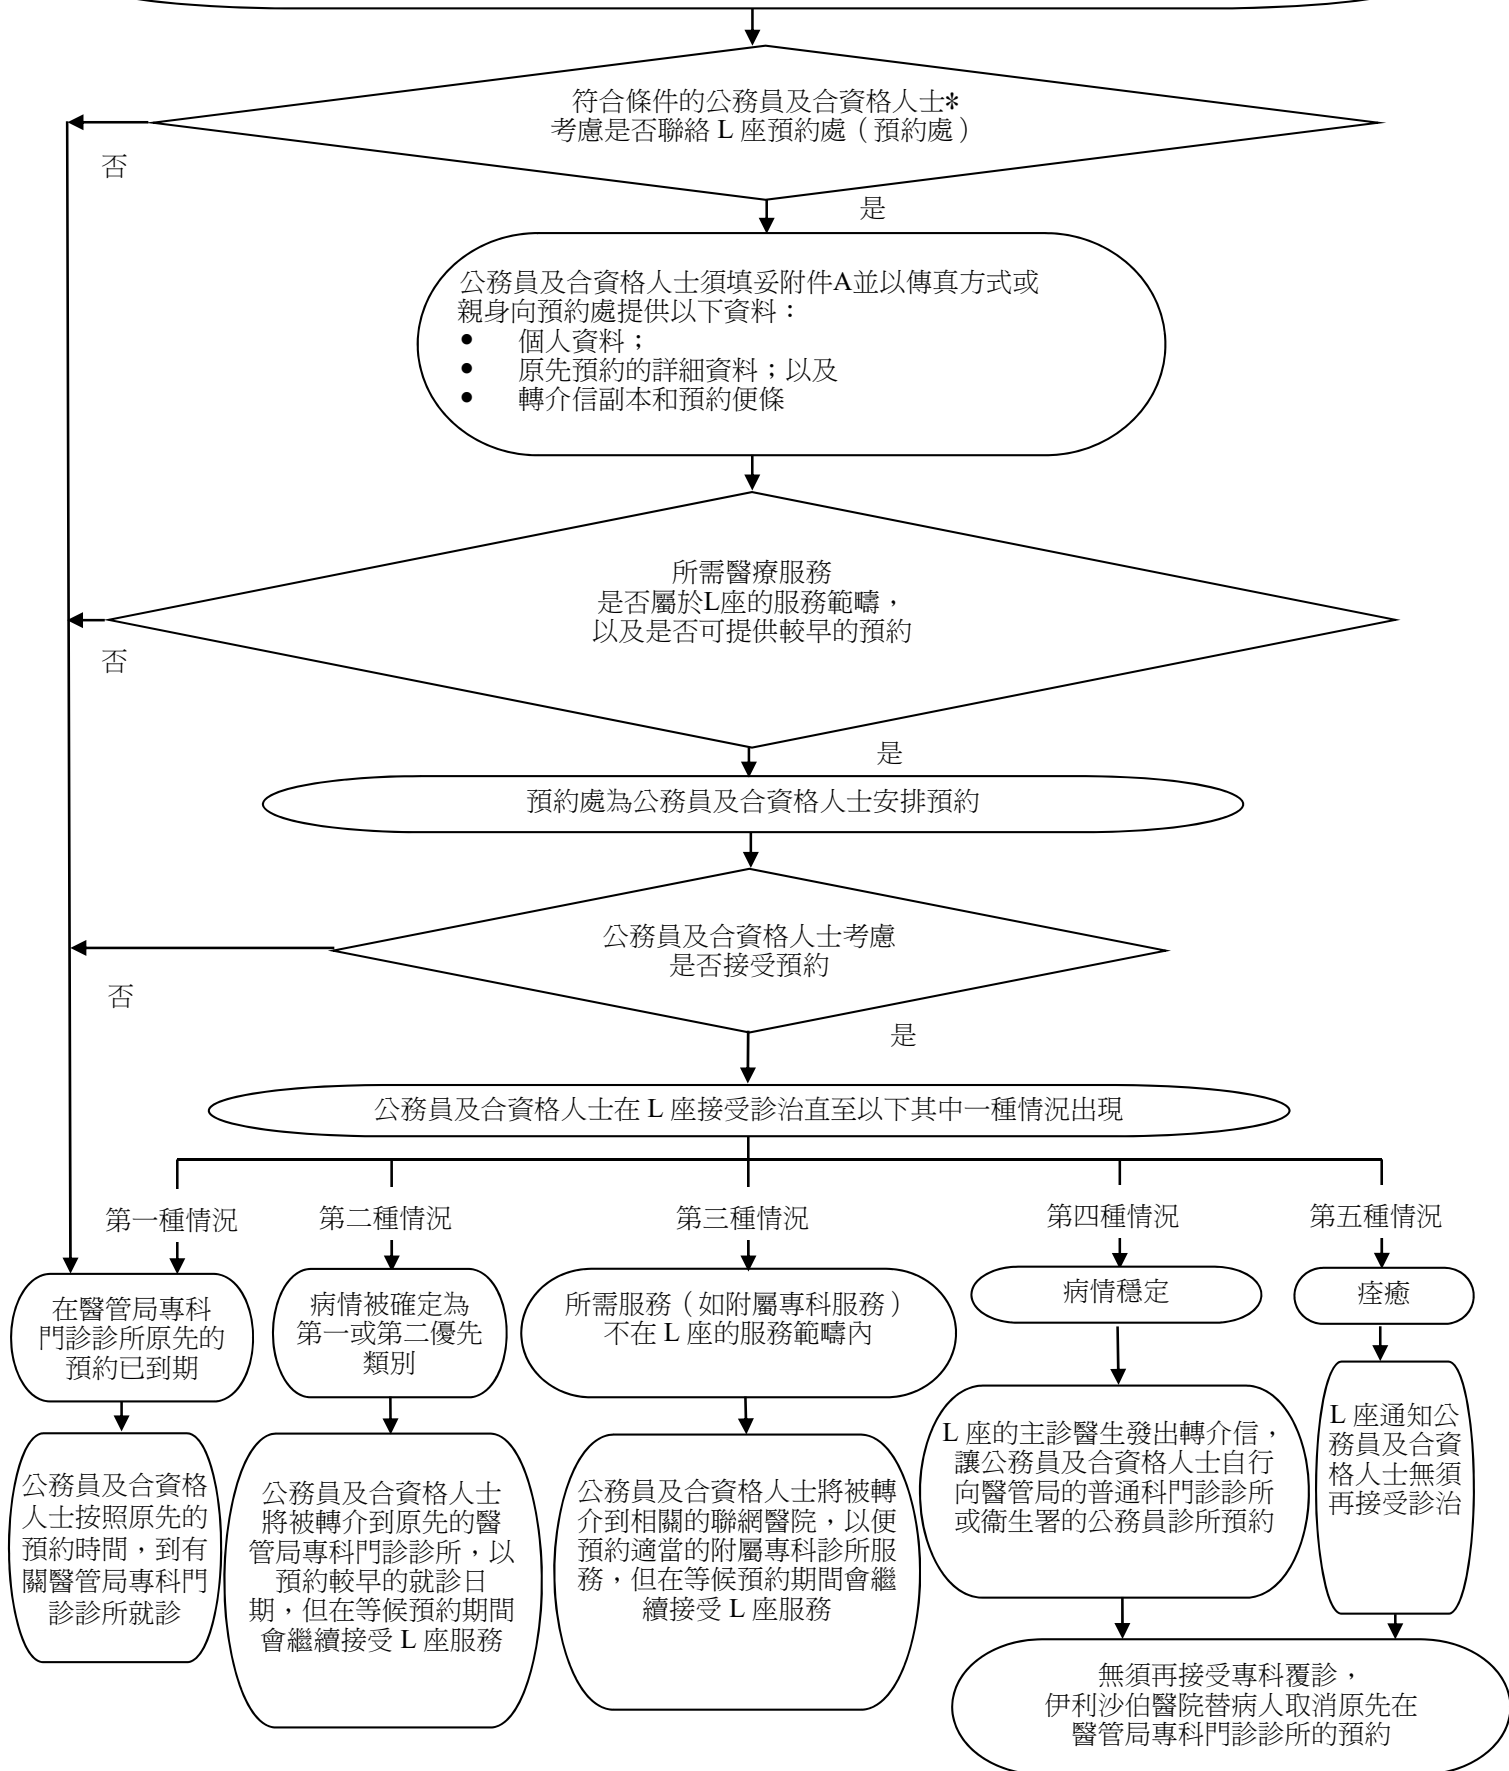 符合條件的公務員及合資格人士*
考慮是否聯絡 L 座預約處（預約處）
否
是
公務員及合資格人士須填妥附件A並以傳真方式或
親身向預約處提供以下資料：
• 個人資料；
• 原先預約的詳細資料；以及
• 轉介信副本和預約便條
所需醫療服務
是否屬於L座的服務範疇，
以及是否可提供較早的預約
否
是
預約處為公務員及合資格人士安排預約
公務員及合資格人士考慮
是否接受預約
否
是
公務員及合資格人士在 L 座接受診治直至以下其中一種情況出現
第一種情況
第二種情況
第三種情況
第四種情況
第五種情況
在醫管局專科
門診診所原先的
預約已到期
病情被確定為
第一或第二優先
類別
所需服務（如附屬專科服務）
不在 L 座的服務範疇內
病情穩定
痊癒
公務員及合資格
人士按照原先的
預約時間，到有
關醫管局專科門
診診所就診
公務員及合資格人士
將被轉介到原先的醫
管局專科門診診所，以
預約較早的就診日
期，但在等候預約期間
會繼續接受 L 座服務
公務員及合資格人士將被轉
介到相關的聯網醫院，以便
預約適當的附屬專科診所服
務，但在等候預約期間會繼
續接受 L 座服務
L 座的主診醫生發出轉介信，
讓公務員及合資格人士自行
向醫管局的普通科門診診所
或衞生署的公務員診所預約
L 座通知公
務員及合資
格人士無須
再接受診治
無須再接受專科覆診，
伊利沙伯醫院替病人取消原先在
醫管局專科門診診所的預約